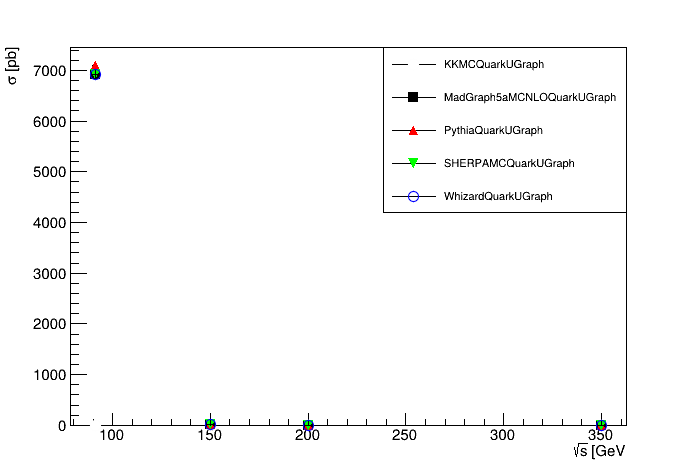 σ [pb]
7000
6000
5000
4000
3000
2000
1000
0
KKMCQuarkUGraph
MadGraph5aMCNLOQuarkUGraph
PythiaQuarkUGraph
SHERPAMCQuarkUGraph
WhizardQuarkUGraph
100 150 200 250 300 350
√s [GeV